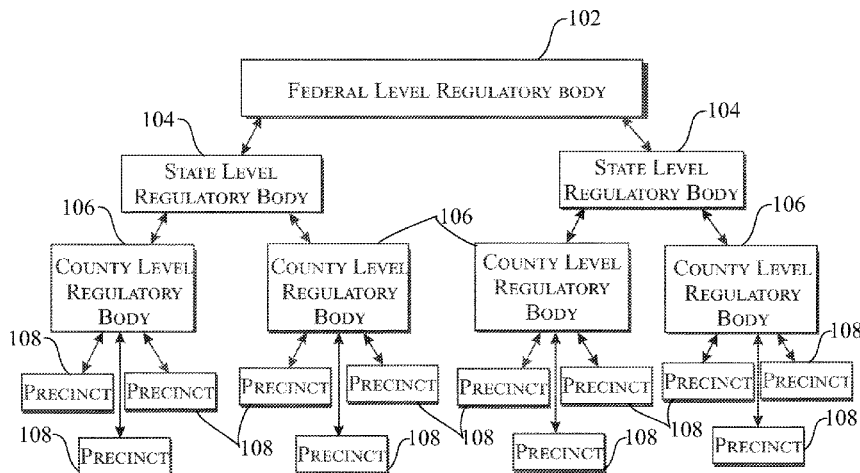 102
FEDERAL LEVEL REGULATORY BODY
104
104
STATE LEVEL
REGULATORY BODY
STATE LEVEL
REGULATORY BODY
106
106
106
COUNTY LEVEL
REGULATORY
BODY
COUNTY LEVEL
REGULATORY
BODY
COUNTY LEVEL
REGULATORY
BODY
COUNTY LEVEL
REGULATORY
BODY
108
108
PRECINCT
PRECINCT
PRECINCT
PRECINCT
PRECINCT
PRECINCT
PRECINCT
PRECINCT
108
108
108
108
108
108
108
PRECINCT
PRECINCT
PRECINCT
PRECINCT